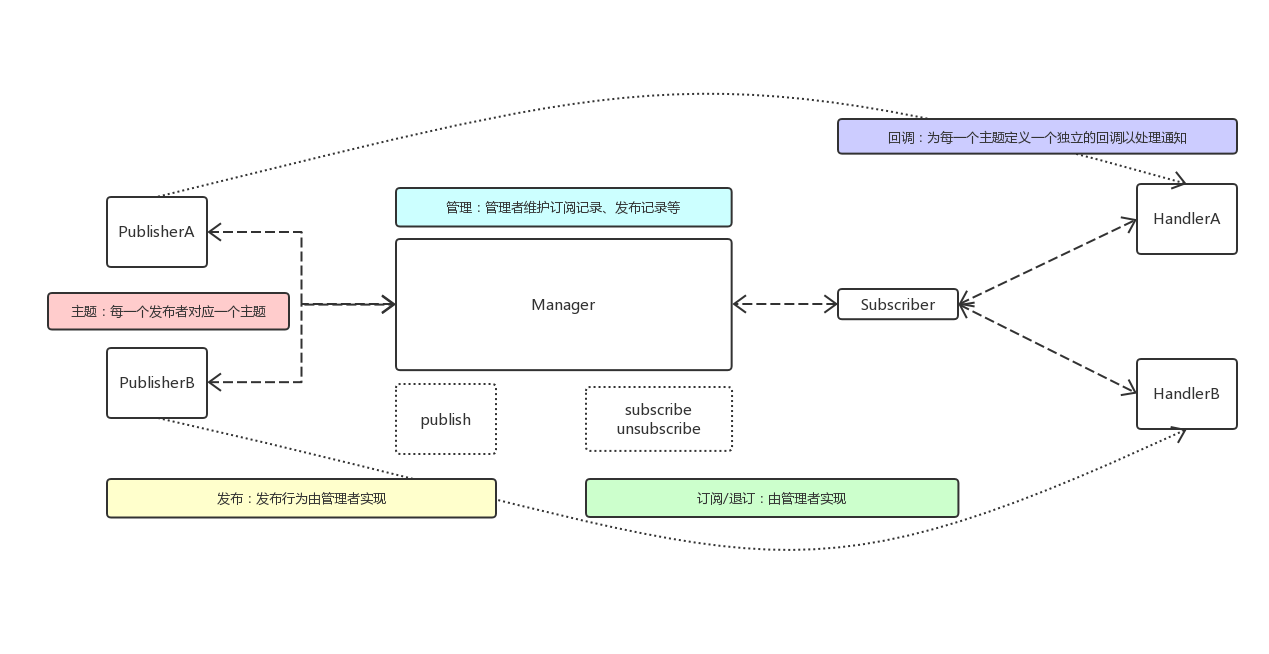 回调：为每一个主题定义一个独立的回调以处理通知
管理：管理者维护订阅记录、发布记录等
PublisherA
HandlerA
主题：每一个发布者对应一个主题
Manager
Subscriber
PublisherB
HandlerB
publish
subscribe
unsubscribe
发布：发布行为由管理者实现
订阅/退订：由管理者实现